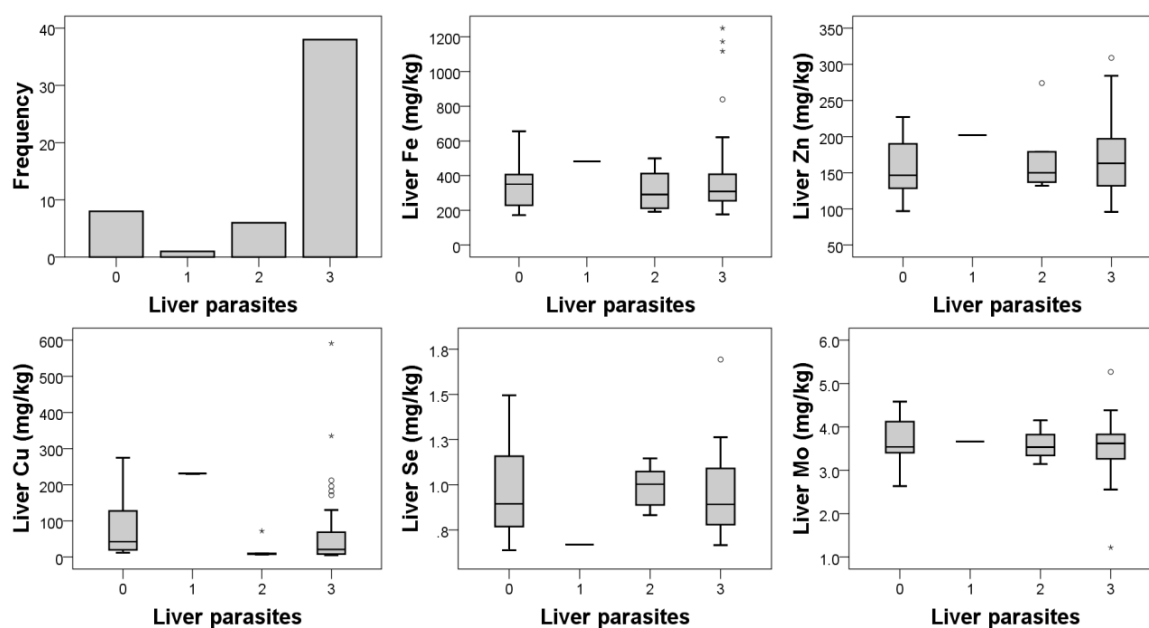 Frequency
40
30
20
10
0
0 1 2 3
Liver parasites
Liver Fe (mg/kg)
1200
1000
800
600
400
200
0
0 1 2 3
Liver parasites
Liver Zn (mg/kg)
350
300
250
200
150
100
50
0 1 2 3
Liver parasites
Liver Cu (mg/kg)
600
500
400
300
200
100
0
0 1 2 3
Liver parasites
Liver Se (mg/kg)
1.8
1.5
1.3
1.0
.8
0 1 2 3
Liver parasites
Liver Mo (mg/kg)
6.0
5.0
4.0
3.0
2.0
1.0
0 1 2 3
Liver parasites